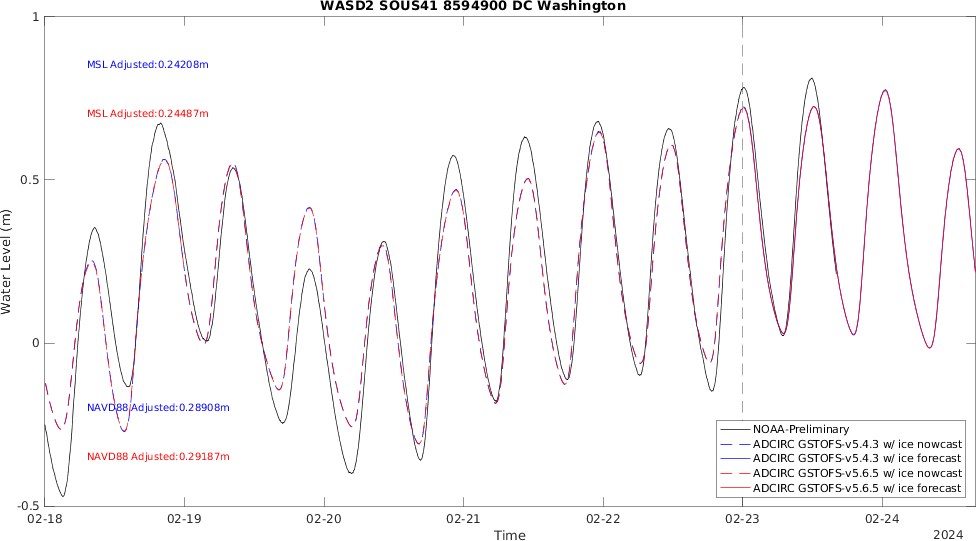 WASD2 SOUS41 8594900 DC Washington
1
MSL Adjusted:0.24208m
MSL Adjusted:0.24487m
0.5
Water Level (m)
0
NAVD88 Adjusted:0.28908m
NAVD88 Adjusted:0.29187m
NOAA-Preliminary
ADCIRC GSTOFS-v5.4.3 w/ ice nowcast
ADCIRC GSTOFS-v5.4.3 w/ ice forecast
ADCIRC GSTOFS-v5.6.5 w/ ice nowcast
ADCIRC GSTOFS-v5.6.5 w/ ice forecast
-0.5
02-18 02-19 02-20 02-21 02-22 02-23 02-24
Time
2024